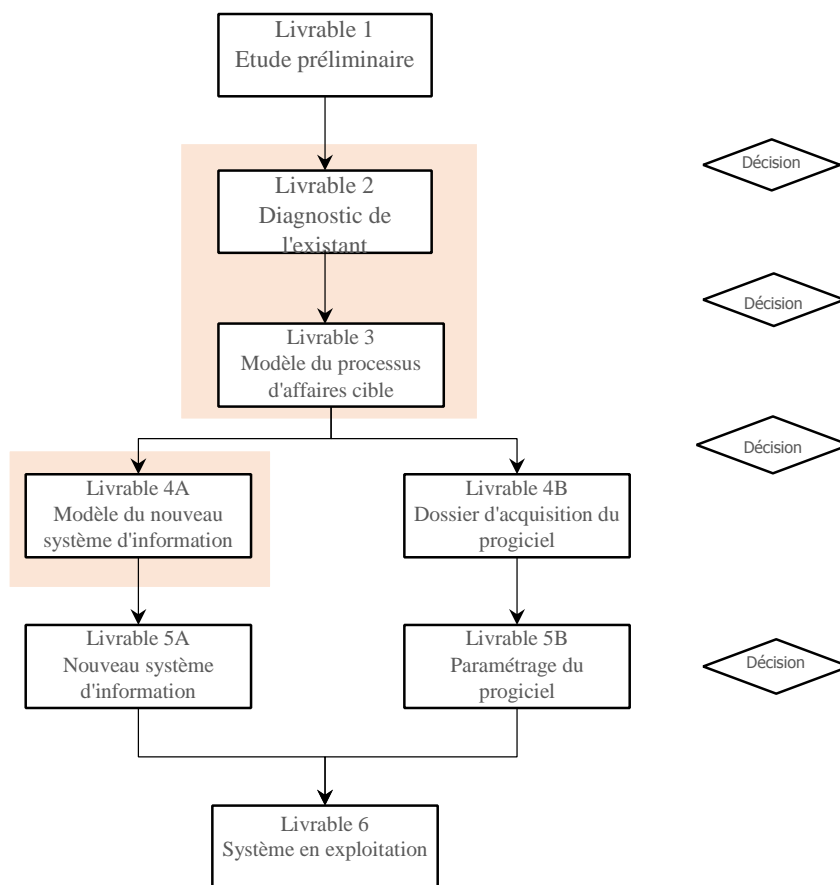 Livrable 1
Etude préliminaire
Décision
Livrable 2
Diagnostic de
l'existant
Décision
Livrable 3
Modèle du processus
d'affaires cible
Décision
Livrable 4A
Modèle du nouveau
système d'information
Livrable 4B
Dossier d'acquisition du
progiciel
Livrable 5A
Nouveau système
d'information
Livrable 5B
Paramétrage du
progiciel
Décision
Livrable 6
Système en exploitation